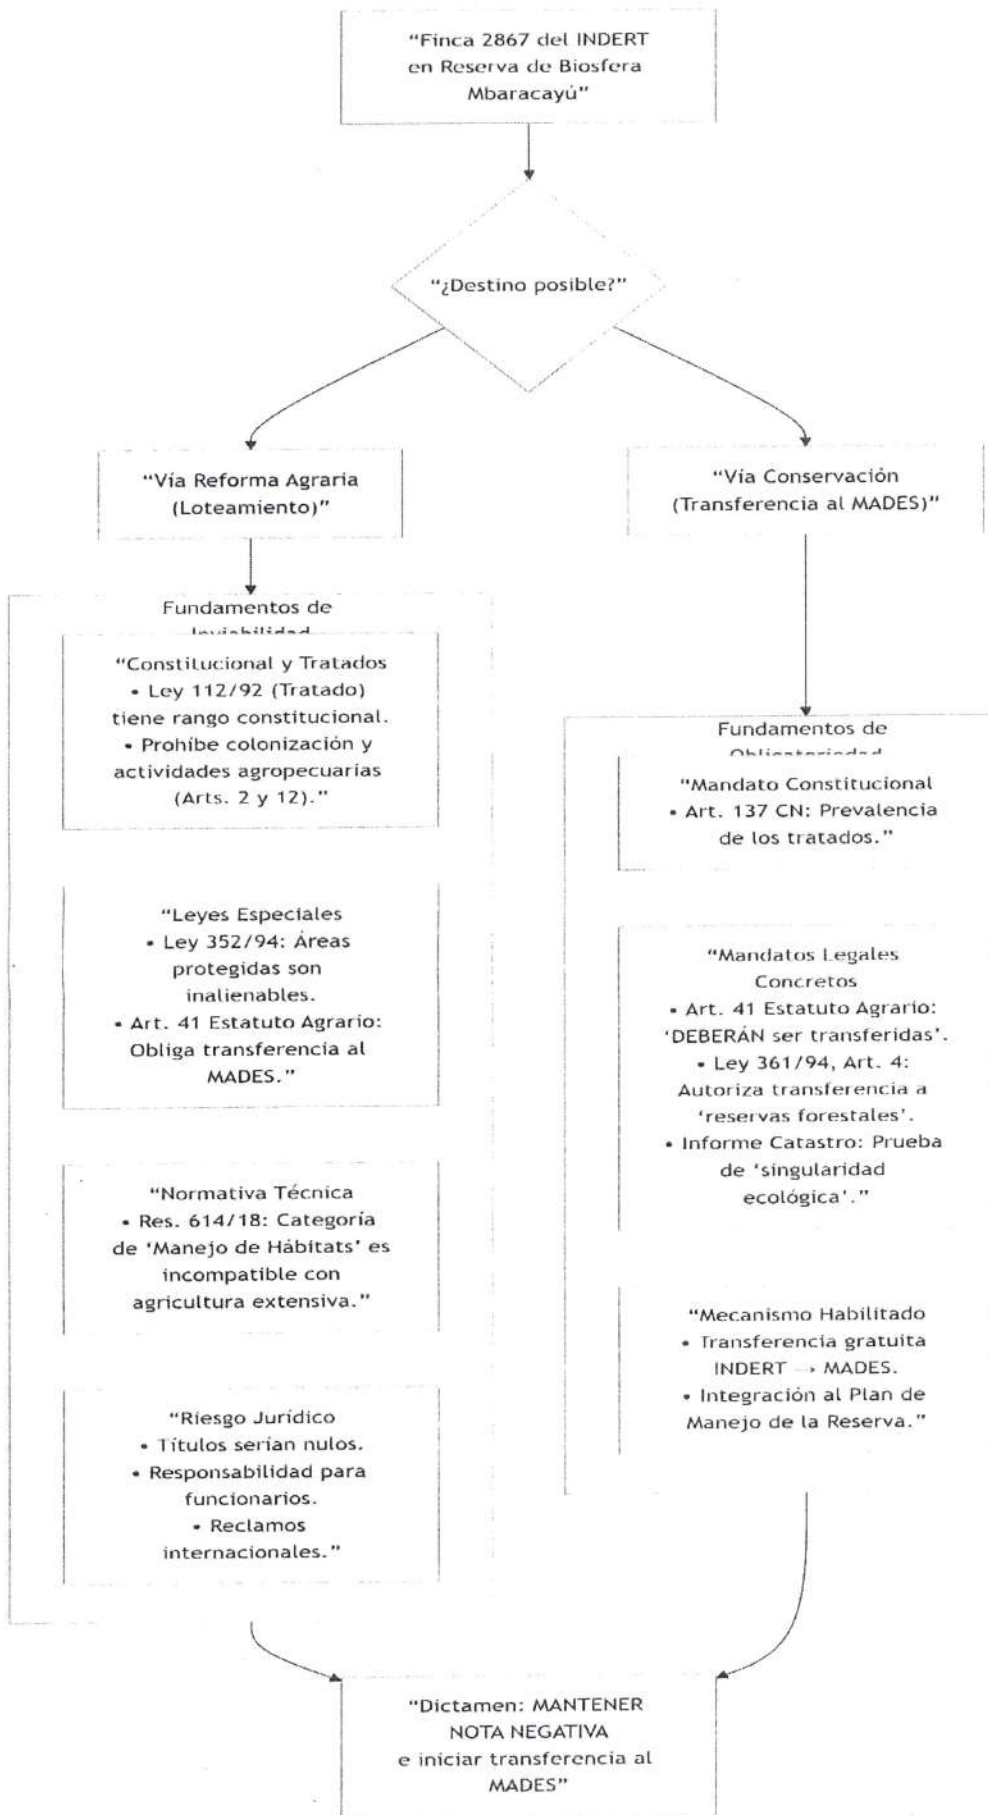 “Finca 2867 del INDERT
en Reserva de Biosfera
Mbaracayú”
“¿Destino posible?”
“Vía Reforma Agraria
(Loteamiento)”
“Vía Conservación
(Transferencia al MADES)”
Fundamentos de
Inviabilidad
“Constitucional y Tratados
• Ley 112/92 (Tratado)
tiene rango constitucional.
• Prohíbe colonización y
actividades agropecuarias
(Arts. 2 y 12).”
“Leyes Especiales
• Ley 352/94: Áreas
protegidas son
inalienables.
• Art. 41 Estatuto Agrario:
Obliga transferencia al
MADES.”
“Normativa Técnica
• Res. 614/18: Categoría
de ‘Manejo de Hábitats’ es
incompatible con
agricultura extensiva.”
“Riesgo Jurídico
• Títulos serían nulos.
• Responsabilidad para
funcionarios.
• Reclamos
internacionales.”
Fundamentos de
Obligatoriedad
“Mandato Constitucional
• Art. 137 CN: Prevalencia
de los tratados.”
“Mandatos Legales
Concretos
• Art. 41 Estatuto Agrario:
‘DEBERÁN ser transferidas’.
• Ley 361/94, Art. 4:
Autoriza transferencia a
‘reservas forestales’.
• Informe Catastro: Prueba
de ‘singularidad
ecológica’.”
“Mecanismo Habilitado
• Transferencia gratuita
INDERT → MADES.
• Integración al Plan de
Manejo de la Reserva.”
“Dictamen: MANTENER
NOTA NEGATIVA
e iniciar transferencia al
MADES”